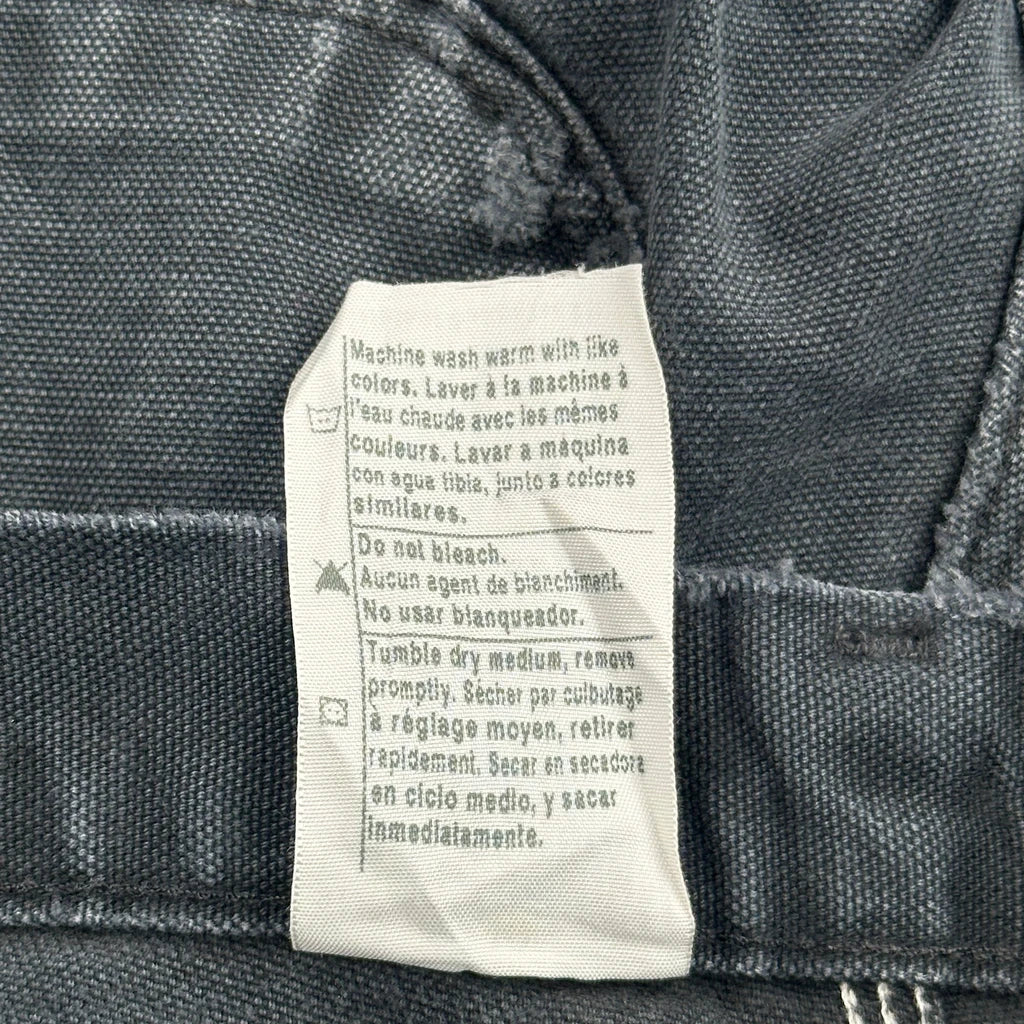 Machine wash warm with like
colors. Laver à la machine à
l'eau chaude avec les mêmes
couleurs. Lavar a maquina
con agua tibia, junto a colores
similares.
Do not bleach.
Aucun agent de blanchiment.
No usar blanqueador.
Tumble dry medium, remove
promptly. Sècher par culbutage
à réglage moyen, retirer
rapidement. Secar en secadora
en ciclo medio, y sacar
inmediatamente.